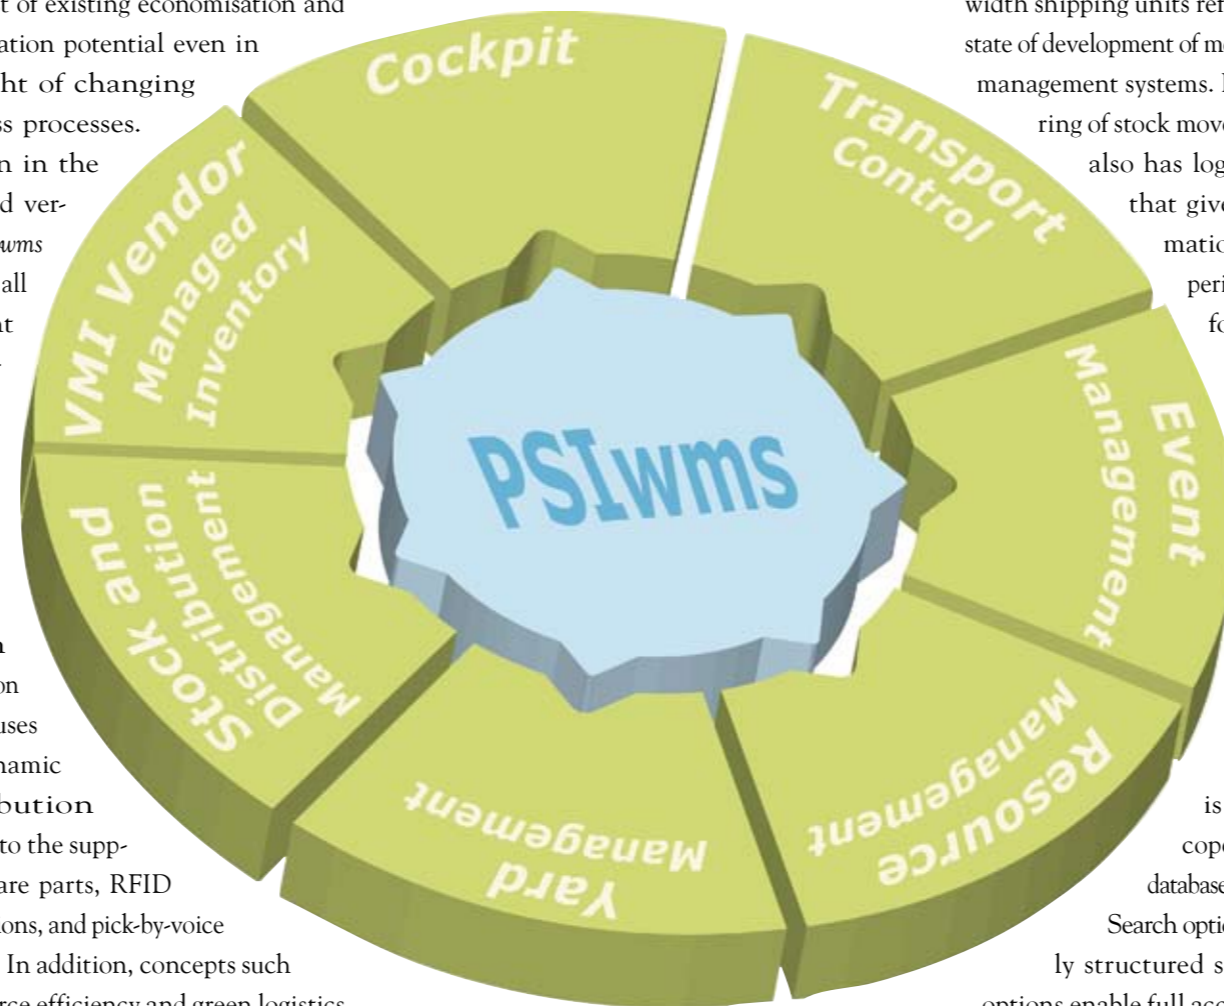 t of existing economisation and
ation potential even in
ht of changing
ss processes.
n in the
d ver-
wms
all
nt
on
uses
namic
bution
to the supp-
are parts, RFID
ions, and pick-by-voice
In addition, concepts such
rce efficiency and green logistics
Cockpit
Transport
Control
Event
Management
Resource
Management
Yard
Management
Stock and
Distribution
Management
VMI Vendor
Managed
Inventory
PSIwms
width shipping units ref
state of development of m
management systems.
ring of stock move
also has log
that give
matio
peri
fo
is
cope
database
Search opti
ly structured s
options enable full acc